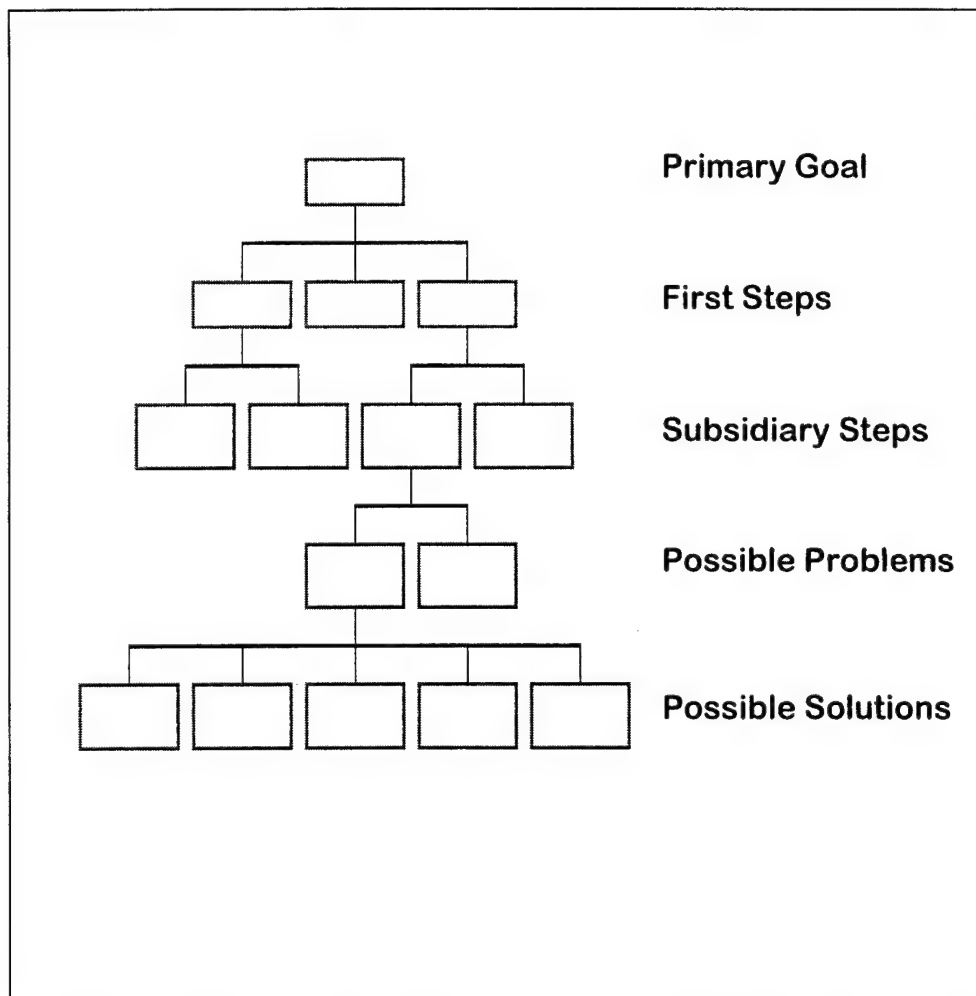 Primary Goal
First Steps
Subsidiary Steps
Possible Problems
Possible Solutions